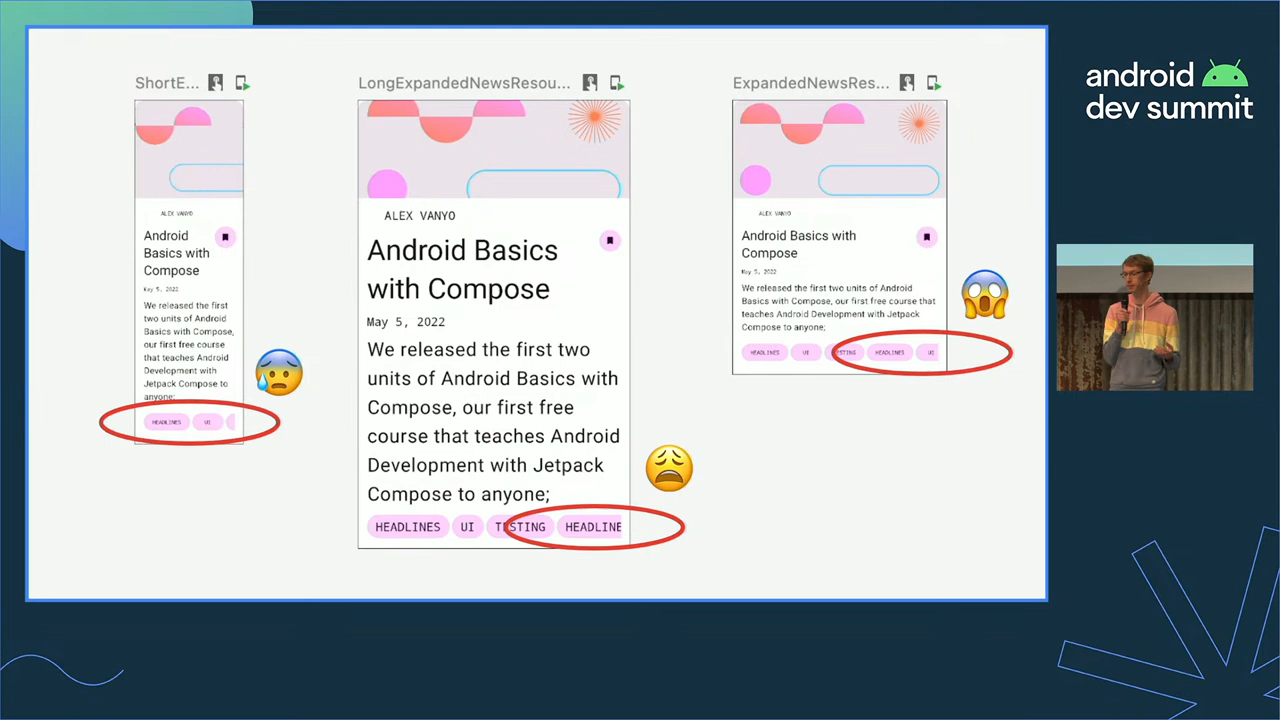 ShortE...
ALEX VANYO
Android
Basics with
Compose
May 5, 2022
We released the first
two units of Android
Basics with Compose,
our first free course
that teaches Android
Development with
Jetpack Compose to
anyone;
HEADLINES UI
LongExpandedNewsResou...
ALEX VANYO
Android Basics
with Compose
May 5, 2022
We released the first two
units of Android Basics with
Compose, our first free
course that teaches Android
Development with Jetpack
Compose to anyone;
HEADLINES UI TESTING HEADLINE
ExpandedNewsRes...
ALEX VANYO
Android Basics with
Compose
May 5, 2022
We released the first two units of Android
Basics with Compose, our first free course that
teaches Android Development with Jetpack
Compose to anyone;
HEADLINES UI TESTING HEADLINES UI
android
dev summit